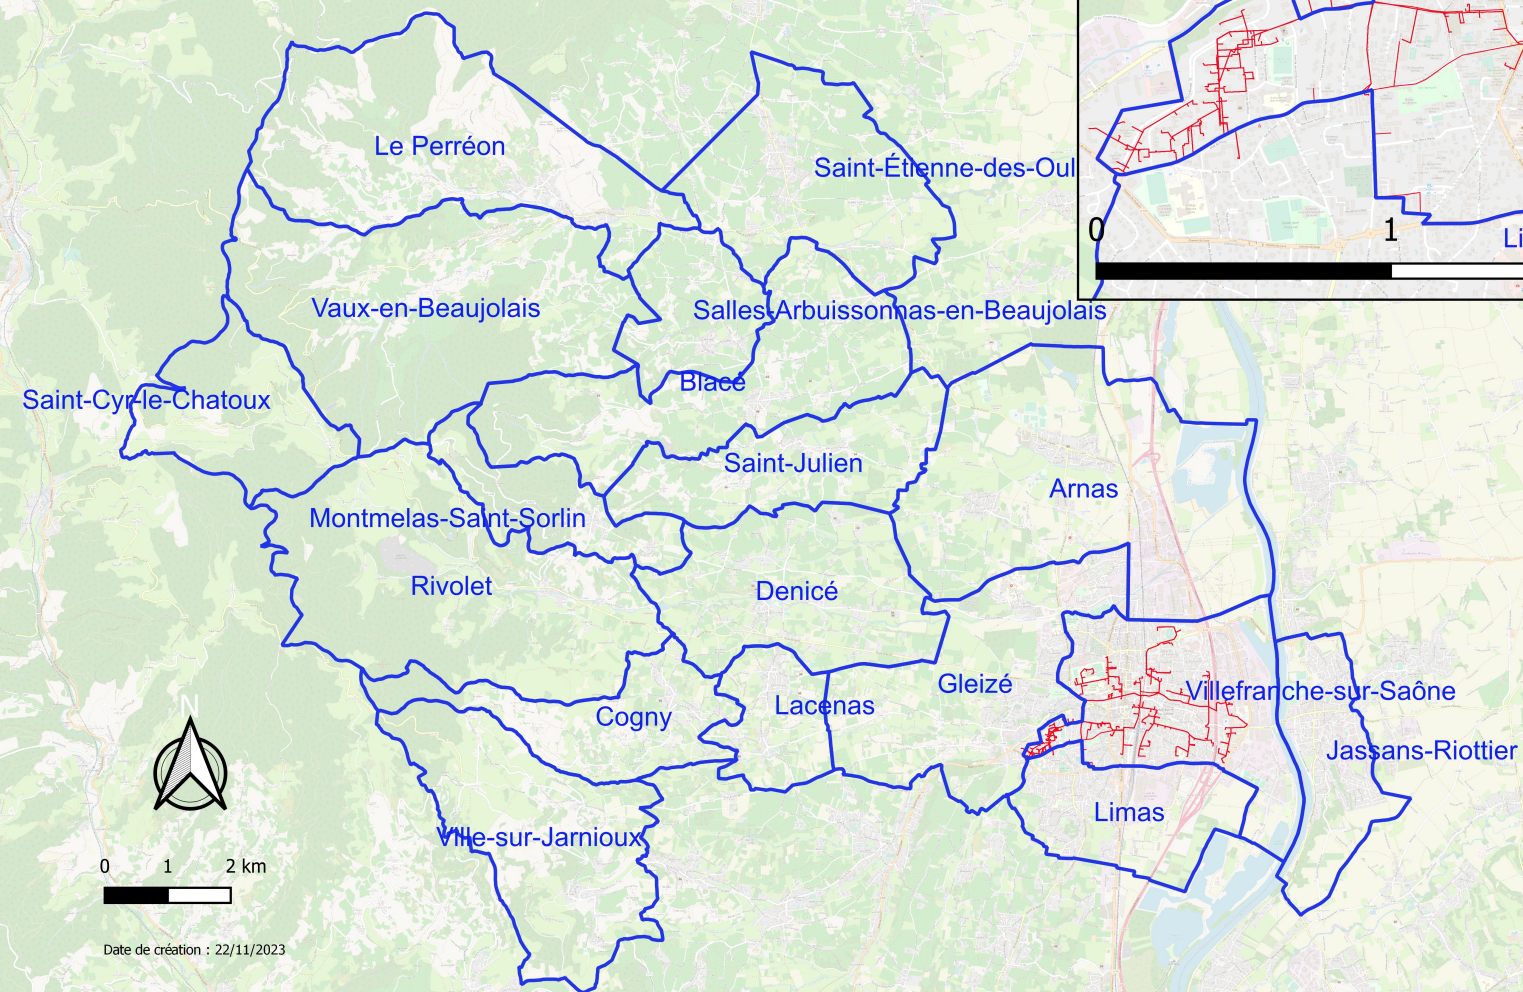 Le Perréon
Saint-Étienne-des-Oul
0
1
Li
Vaux-en-Beaujolais
Salles-Arbuissonnas-en-Beaujolais
Blacé
Saint-Cyr-le-Chatoux
Saint-Julien
Arnas
Montmelas-Saint-Sorlin
Rivolet
Denicé
Gleizé
Villefranche-sur-Saône
Lacenas
Cogny
N
Jassans-Riottier
Limas
Ville-sur-Jarnioux
0 1 2 km
Date de création : 22/11/2023